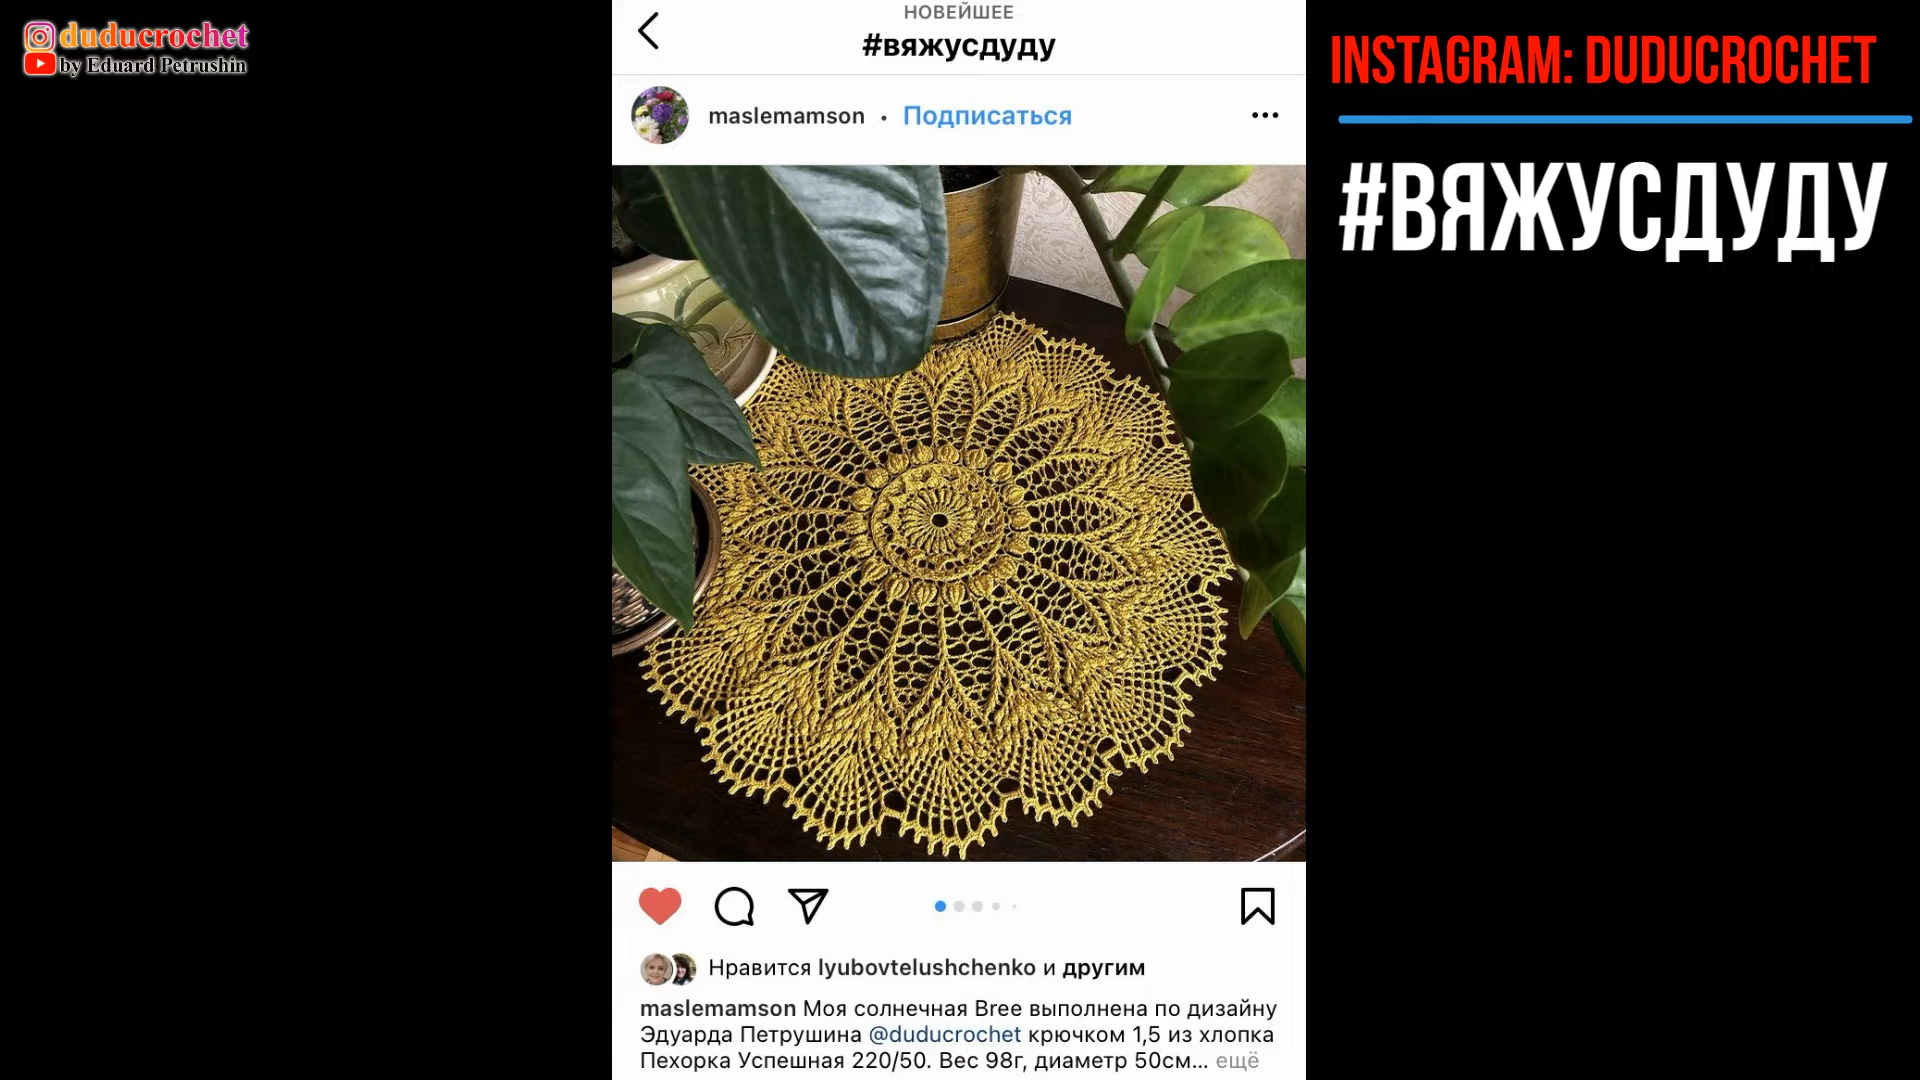 duducrochet
by Eduard Petrushin
НОВЕЙШЕЕ
#вяжусдуду
maslemamson • Подписаться
Нравится lyubovtelushchenko и другим
maslemamson Моя солнечная Bree выполнена по дизайну
Эдуарда Петрушина @duducrochet крючком 1,5 из хлопка
Пехорка Успешная 220/50. Вес 98г, диаметр 50см... ещё
INSTAGRAM: DUDUCROCHET
#ВЯЖУСДУДУ